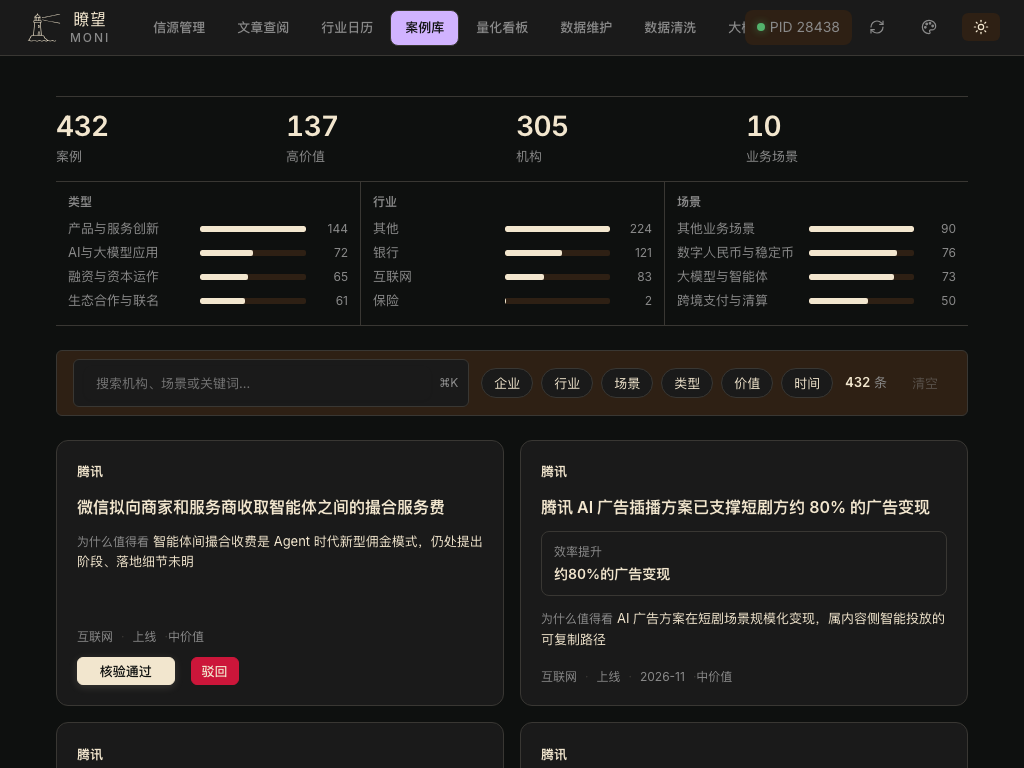 瞭望
MONI
信源管理 文章查阅 行业日历 案例库 量化看板 数据维护 数据清洗 大 PID 28438
432 137 305 10
案例 高价值 机构 业务场景
类型 行业 场景
产品与服务创新 144 其他 224 其他业务场景 90
AI与大模型应用 72 银行 121 数字人民币与稳定币 76
融资与资本运作 65 互联网 83 大模型与智能体 73
生态合作与联名 61 保险 2 跨境支付与清算 50
搜索机构、场景或关键词... ⌘K 企业 行业 场景 类型 价值 时间 432 条 清空
腾讯
微信拟向商家和服务商收取智能体之间的撮合服务费
为什么值得看 智能体间撮合收费是 Agent 时代新型佣金模式，仍处提出
阶段、落地细节未明
互联网 · 上线 · 中价值
核验通过 驳回
腾讯
腾讯 AI 广告插播方案已支撑短剧方约 80% 的广告变现
效率提升
约80%的广告变现
为什么值得看 AI 广告方案在短剧场景规模化变现，属内容侧智能投放的
可复制路径
互联网 · 上线 · 2026-11 · 中价值
腾讯
腾讯